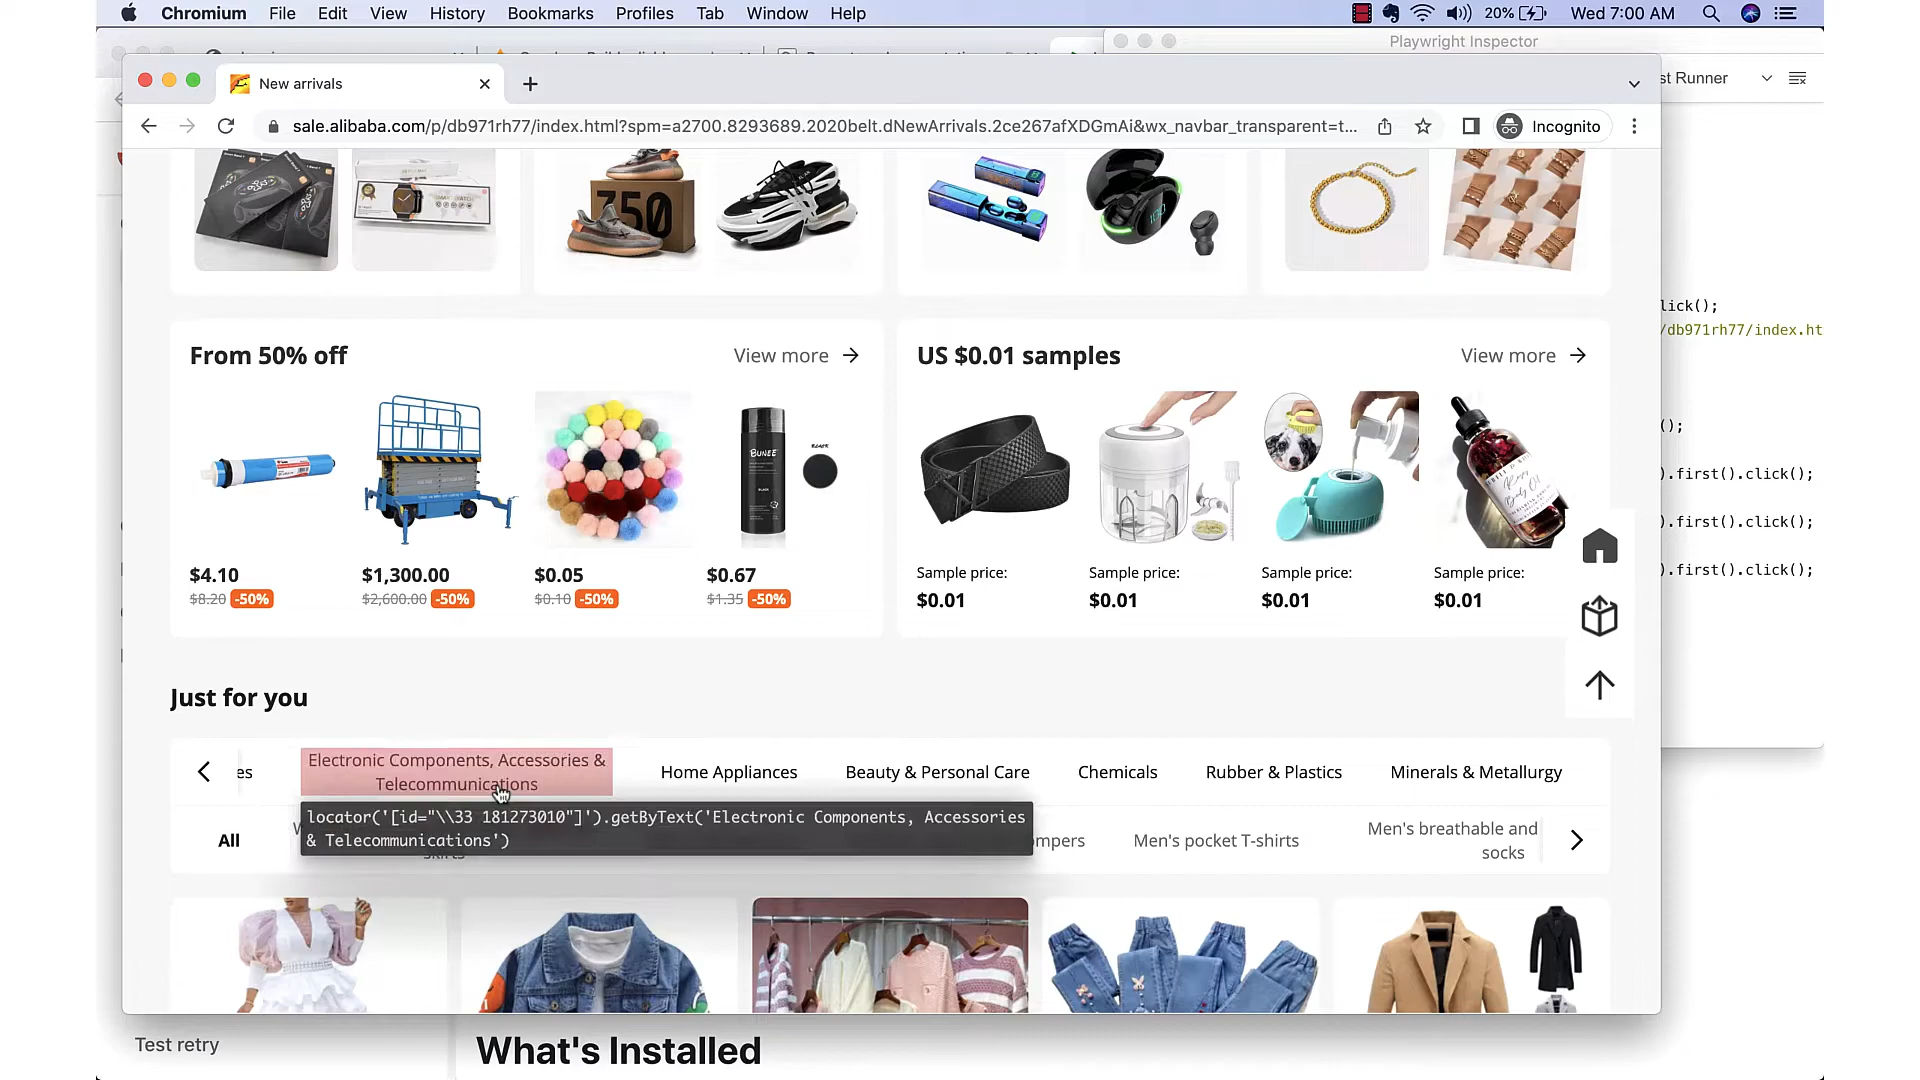 Chromium File Edit View History Bookmarks Profiles Tab Window Help 20% Wed 7:00 AM
Playwright Inspector
New arrivals
st Runner
sale.alibaba.com/p/db971rh77/index.html?spm=a2700.8293689.2020belt.dNewArrivals.2ce267afXDGmAi&wx_navbar_transparent=t... Incognito
350
lick();
/db971rh77/index.ht
From 50% off View more US $0.01 samples View more
BUNEE
BLACK
();
).first().click();
).first().click();
).first().click();
$4.10 $1,300.00 $0.05 $0.67
$8.20 -50% $2,600.00 -50% $0.10 -50% $1.35 -50%
Sample price: Sample price: Sample price: Sample price:
$0.01 $0.01 $0.01 $0.01
Just for you
es Electronic Components, Accessories & Telecommunications Home Appliances Beauty & Personal Care Chemicals Rubber & Plastics Minerals & Metallurgy
locator('[id="\\33 181273010"]').getByText('Electronic Components, Accessories
& Telecommunications')
All mpers Men's pocket T-shirts Men's breathable and
socks
Test retry
What's Installed